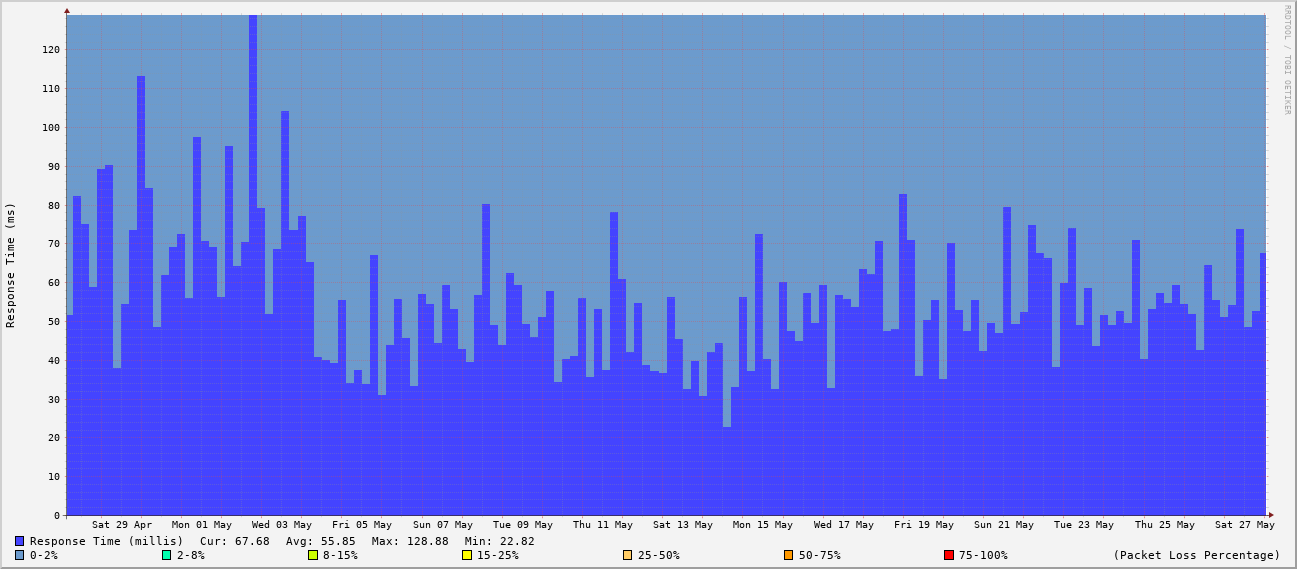 RRDTOOL / TOBI OETIKER
Response Time (ms)
120
110
100
90
80
70
60
50
40
30
20
10
0
Sat 29 Apr Mon 01 May Wed 03 May Fri 05 May Sun 07 May Tue 09 May Thu 11 May Sat 13 May Mon 15 May Wed 17 May Fri 19 May Sun 21 May Tue 23 May Thu 25 May Sat 27 May
Response Time (millis) Cur: 67.68 Avg: 55.85 Max: 128.88 Min: 22.82
0-2% 2-8% 8-15% 15-25% 25-50% 50-75% 75-100% (Packet Loss Percentage)